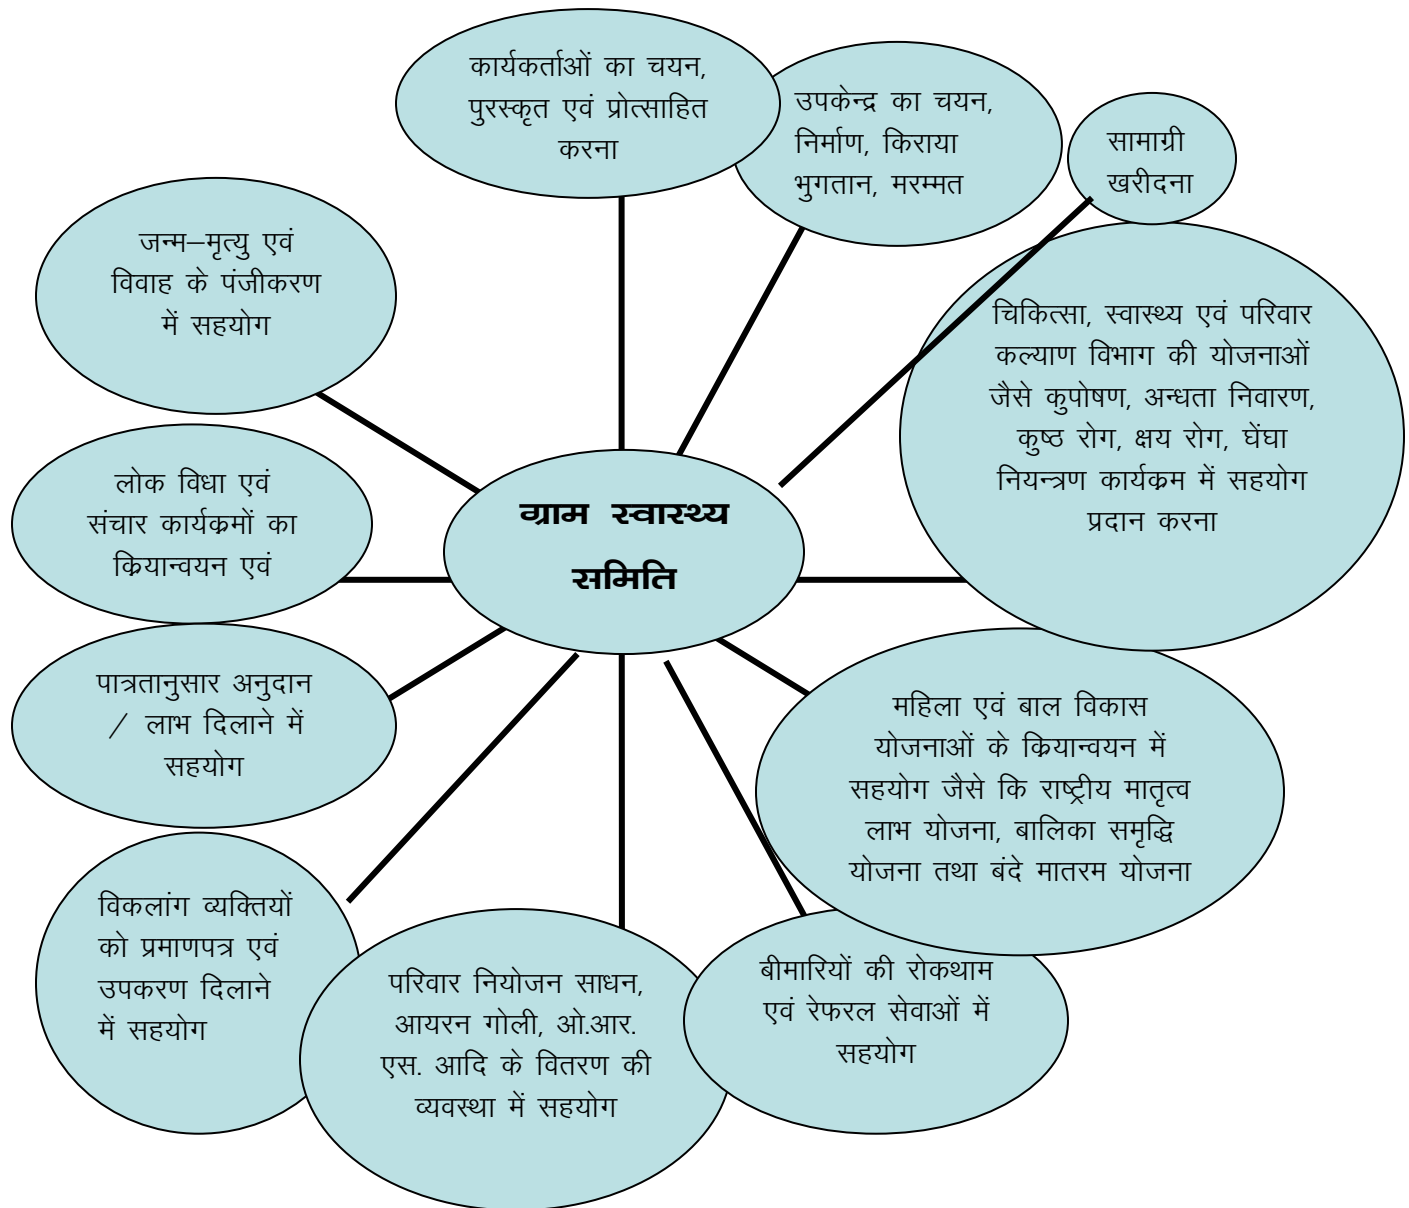 कार्यकर्ताओं का चयन,
पुरस्कृत एवं प्रोत्साहित
करना
उपकेन्द्र का चयन,
निर्माण, किराया
भुगतान, मरम्मत
सामाग्री
खरीदना
जन्म–मृत्यु एवं
विवाह के पंजीकरण
में सहयोग
चिकित्सा, स्वास्थ्य एवं परिवार
कल्याण विभाग की योजनाओं
जैसे कुपोषण, अन्धता निवारण,
कुष्ठ रोग, क्षय रोग, घेंघा
नियन्त्रण कार्यक्रम में सहयोग
प्रदान करना
लोक विधा एवं
संचार कार्यक्रमों का
क्रियान्वयन एवं
ग्राम स्वास्थ्य
समिति
पात्रतानुसार अनुदान
/ लाभ दिलाने में
सहयोग
महिला एवं बाल विकास
योजनाओं के क्रियान्वयन में
सहयोग जैसे कि राष्ट्रीय मातृत्व
लाभ योजना, बालिका समृद्धि
योजना तथा बंदे मातरम योजना
विकलांग व्यक्तियों
को प्रमाणपत्र एवं
उपकरण दिलाने
में सहयोग
परिवार नियोजन साधन,
आयरन गोली, ओ.आर.
एस. आदि के वितरण की
व्यवस्था में सहयोग
बीमारियों की रोकथाम
एवं रेफरल सेवाओं में
सहयोग